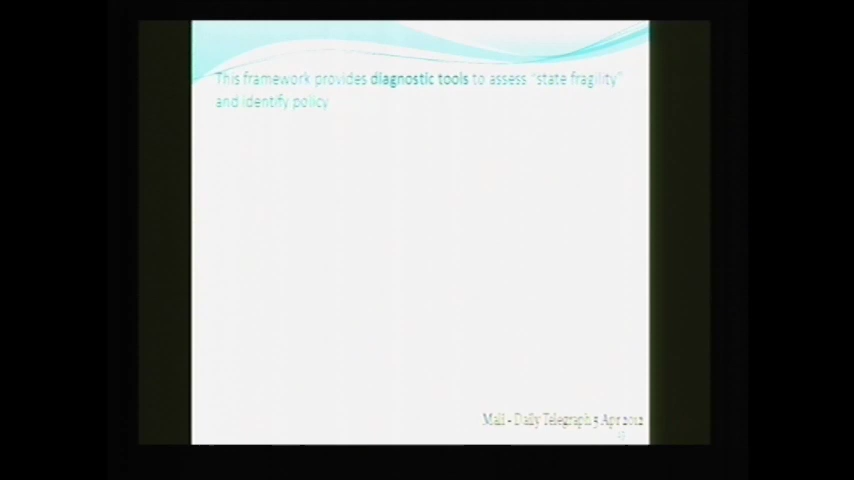 This framework provides diagnostic tools to assess "state fragility"
and identify policy
Mali - Daily Telegraph 5 Apr 2012